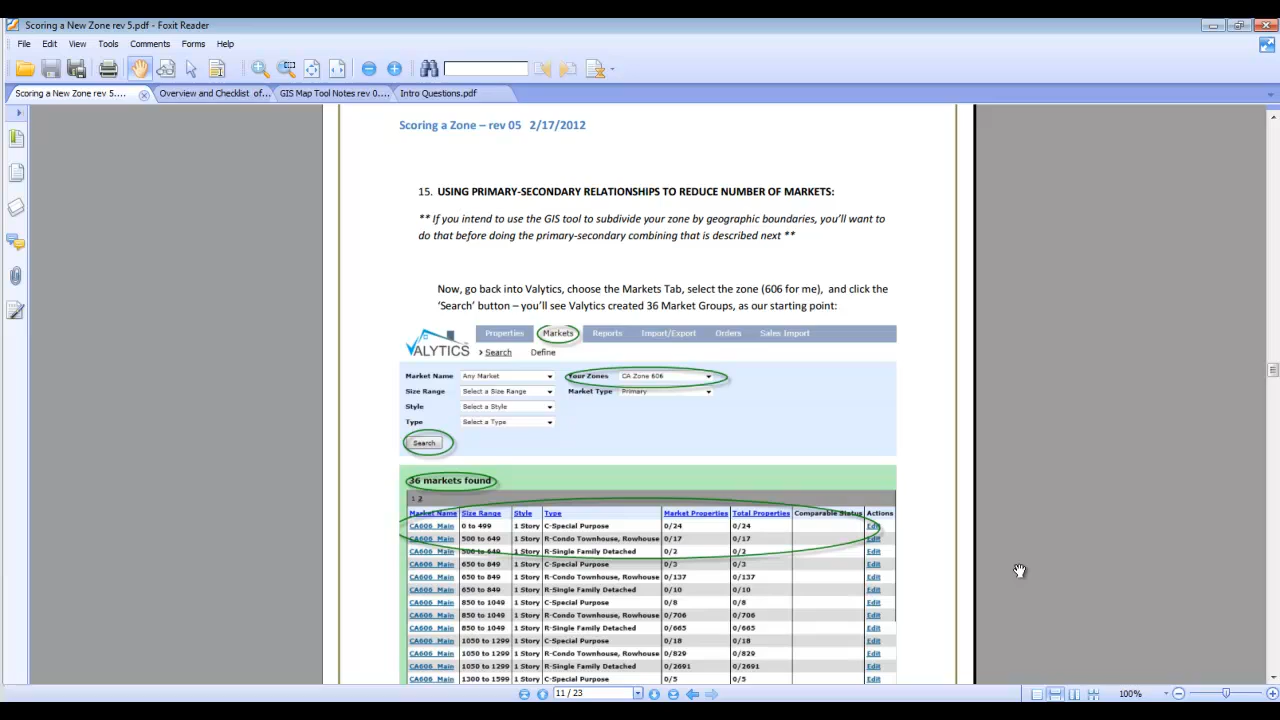 Scoring a New Zone rev 5.pdf - Foxit Reader
File Edit View Tools Comments Forms Help
Scoring a New Zone rev 5.... Overview and Checklist of... GIS Map Tool Notes rev 0.... Intro Questions.pdf
Scoring a Zone – rev 05 2/17/2012
15. USING PRIMARY-SECONDARY RELATIONSHIPS TO REDUCE NUMBER OF MARKETS:
** If you intend to use the GIS tool to subdivide your zone by geographic boundaries, you'll want to
do that before doing the primary-secondary combining that is described next **
Now, go back into Valytics, choose the Markets Tab, select the zone (606 for me), and click the
'Search' button – you'll see Valytics created 36 Market Groups, as our starting point:
Properties Markets Reports Import/Export Orders Sales Import
VALYTICS › Search Define
Market Name Any Market Your Zones CA Zone 606
Size Range Select a Size Range Market Type Primary
Style Select a Style
Type Select a Type
Search
36 markets found
1 2
Market Name Size Range Style Type Market Properties Total Properties Comparable Status Actions
CA606_Main 0 to 499 1 Story C-Special Purpose 0/24 0/24 Edit
CA606_Main 500 to 649 1 Story R-Condo Townhouse, Rowhouse 0/17 0/17 Edit
CA606_Main 500 to 649 1 Story R-Single Family Detached 0/2 0/2 Edit
CA606_Main 650 to 849 1 Story C-Special Purpose 0/3 0/3 Edit
CA606_Main 650 to 849 1 Story R-Condo Townhouse, Rowhouse 0/137 0/137 Edit
CA606_Main 650 to 849 1 Story R-Single Family Detached 0/10 0/10 Edit
CA606_Main 850 to 1049 1 Story C-Special Purpose 0/8 0/8 Edit
CA606_Main 850 to 1049 1 Story R-Condo Townhouse, Rowhouse 0/706 0/706 Edit
CA606_Main 850 to 1049 1 Story R-Single Family Detached 0/665 0/665 Edit
CA606_Main 1050 to 1299 1 Story C-Special Purpose 0/18 0/18 Edit
CA606_Main 1050 to 1299 1 Story R-Condo Townhouse, Rowhouse 0/829 0/829 Edit
CA606_Main 1050 to 1299 1 Story R-Single Family Detached 0/2691 0/2691 Edit
CA606_Main 1300 to 1599 1 Story C-Special Purpose 0/5 0/5 Edit
11 / 23 100%